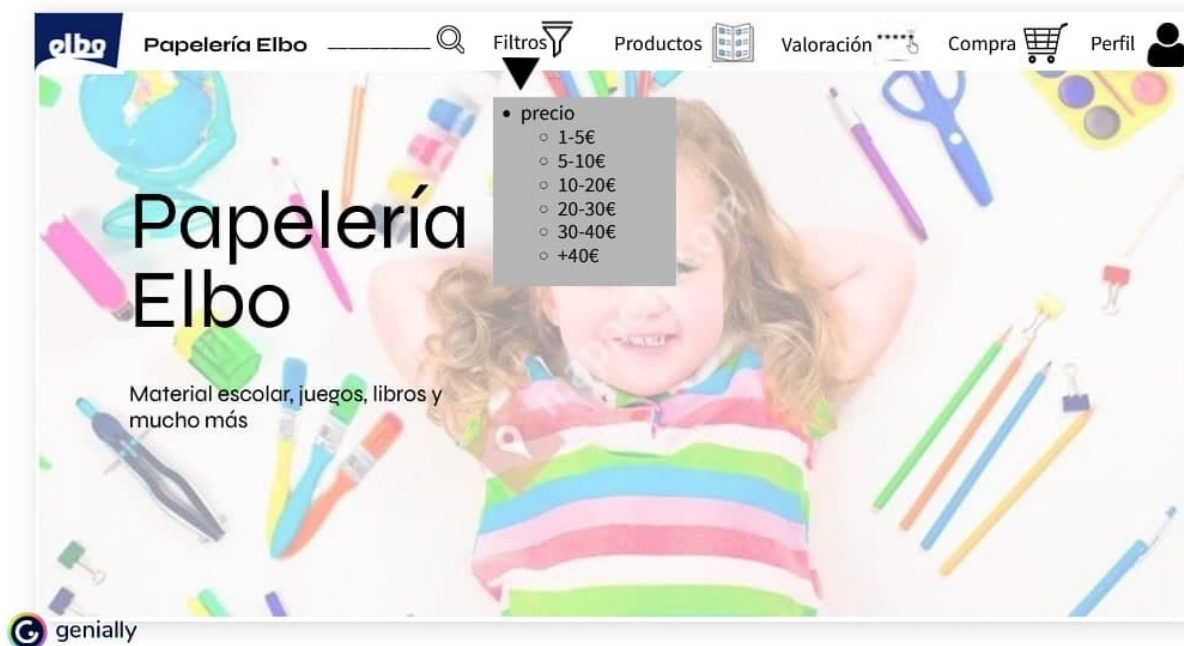 elbo
Papelería Elbo
Filtros
Productos
Valoración
Compra
Perfil
precio
1-5€
5-10€
10-20€
20-30€
30-40€
+40€
Papelería
Elbo
Material escolar, juegos, libros y
mucho más
genially